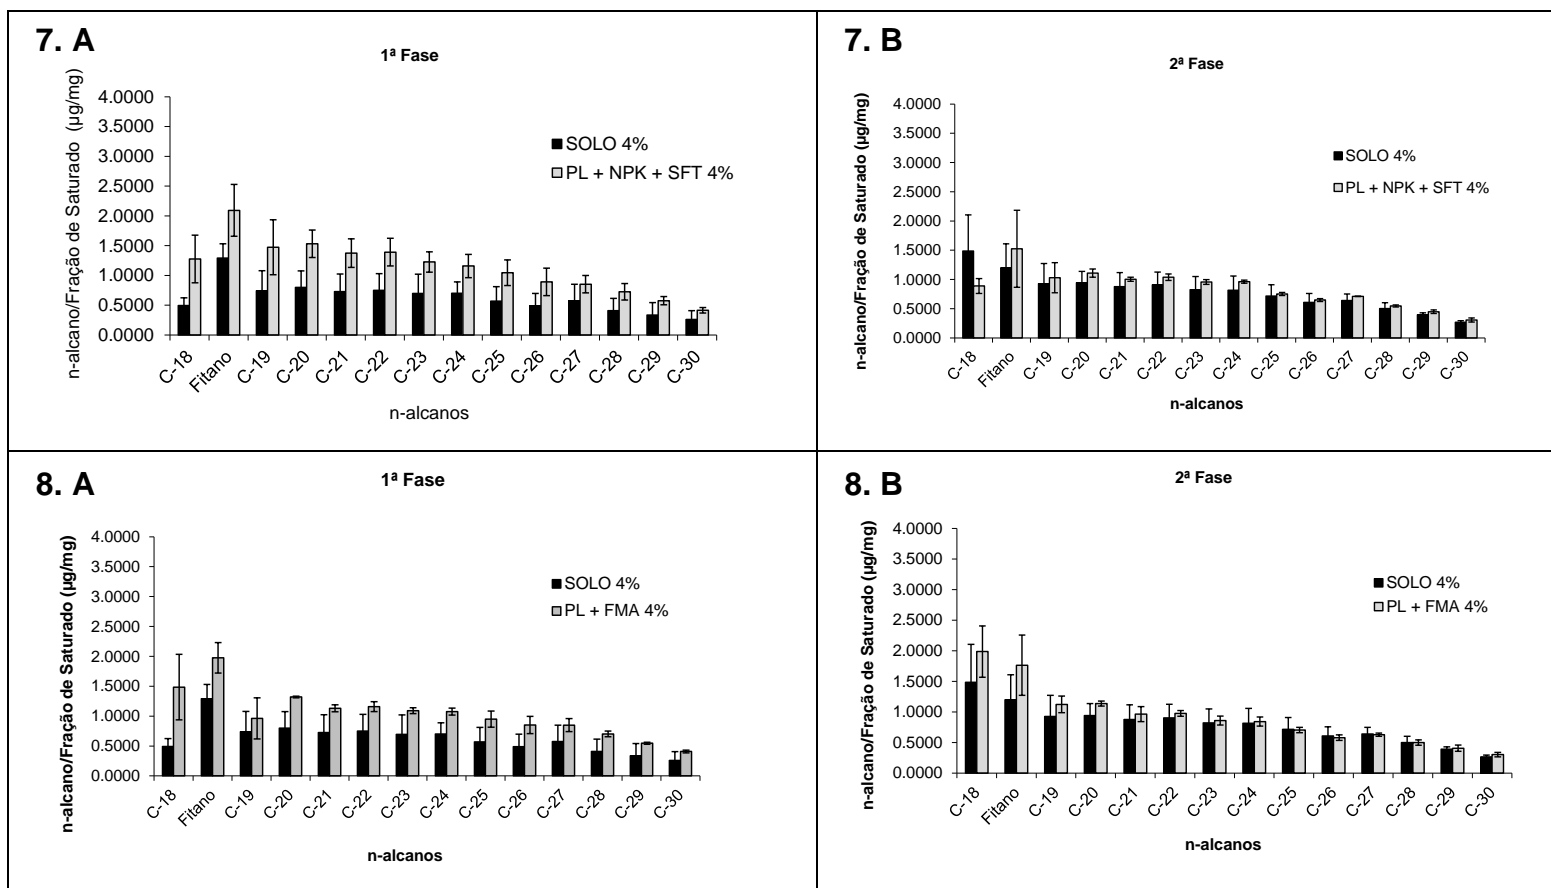 7. A
1ª Fase
n-alcano/Fração de Saturado (µg/mg)
4.0000
3.5000
3.0000
2.5000
2.0000
1.5000
1.0000
0.5000
0.0000
SOLO 4%
PL + NPK + SFT 4%
C-18
Fitano
C-19
C-20
C-21
C-22
C-23
C-24
C-25
C-26
C-27
C-28
C-29
C-30
n-alcanos
7. B
2ª Fase
n-alcano/Fração de Saturado (µg/mg)
4.0000
3.5000
3.0000
2.5000
2.0000
1.5000
1.0000
0.5000
0.0000
SOLO 4%
PL + NPK + SFT 4%
C-18
Fitano
C-19
C-20
C-21
C-22
C-23
C-24
C-25
C-26
C-27
C-28
C-29
C-30
n-alcanos
8. A
1ª Fase
n-alcano/Fração de Saturado (µg/mg)
4.0000
3.5000
3.0000
2.5000
2.0000
1.5000
1.0000
0.5000
0.0000
SOLO 4%
PL + FMA 4%
C-18
Fitano
C-19
C-20
C-21
C-22
C-23
C-24
C-25
C-26
C-27
C-28
C-29
C-30
n-alcanos
8. B
2ª Fase
n-alcano/Fração de Saturado (µg/mg)
4.0000
3.5000
3.0000
2.5000
2.0000
1.5000
1.0000
0.5000
0.0000
SOLO 4%
PL + FMA 4%
C-18
Fitano
C-19
C-20
C-21
C-22
C-23
C-24
C-25
C-26
C-27
C-28
C-29
C-30
n-alcanos